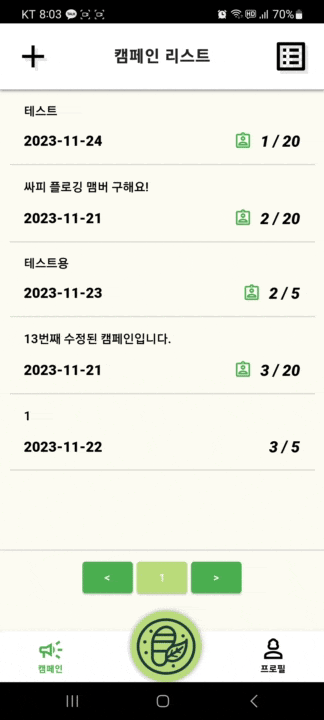 KT 8:03 70%
캠페인 리스트
테스트
2023-11-24 1 / 20
싸피 플로깅 맴버 구해요!
2023-11-21 2 / 20
테스트용
2023-11-23 2 / 5
13번째 수정된 캠페인입니다.
2023-11-21 3 / 20
1
2023-11-22 3 / 5
< 1 >
캠페인 프로필